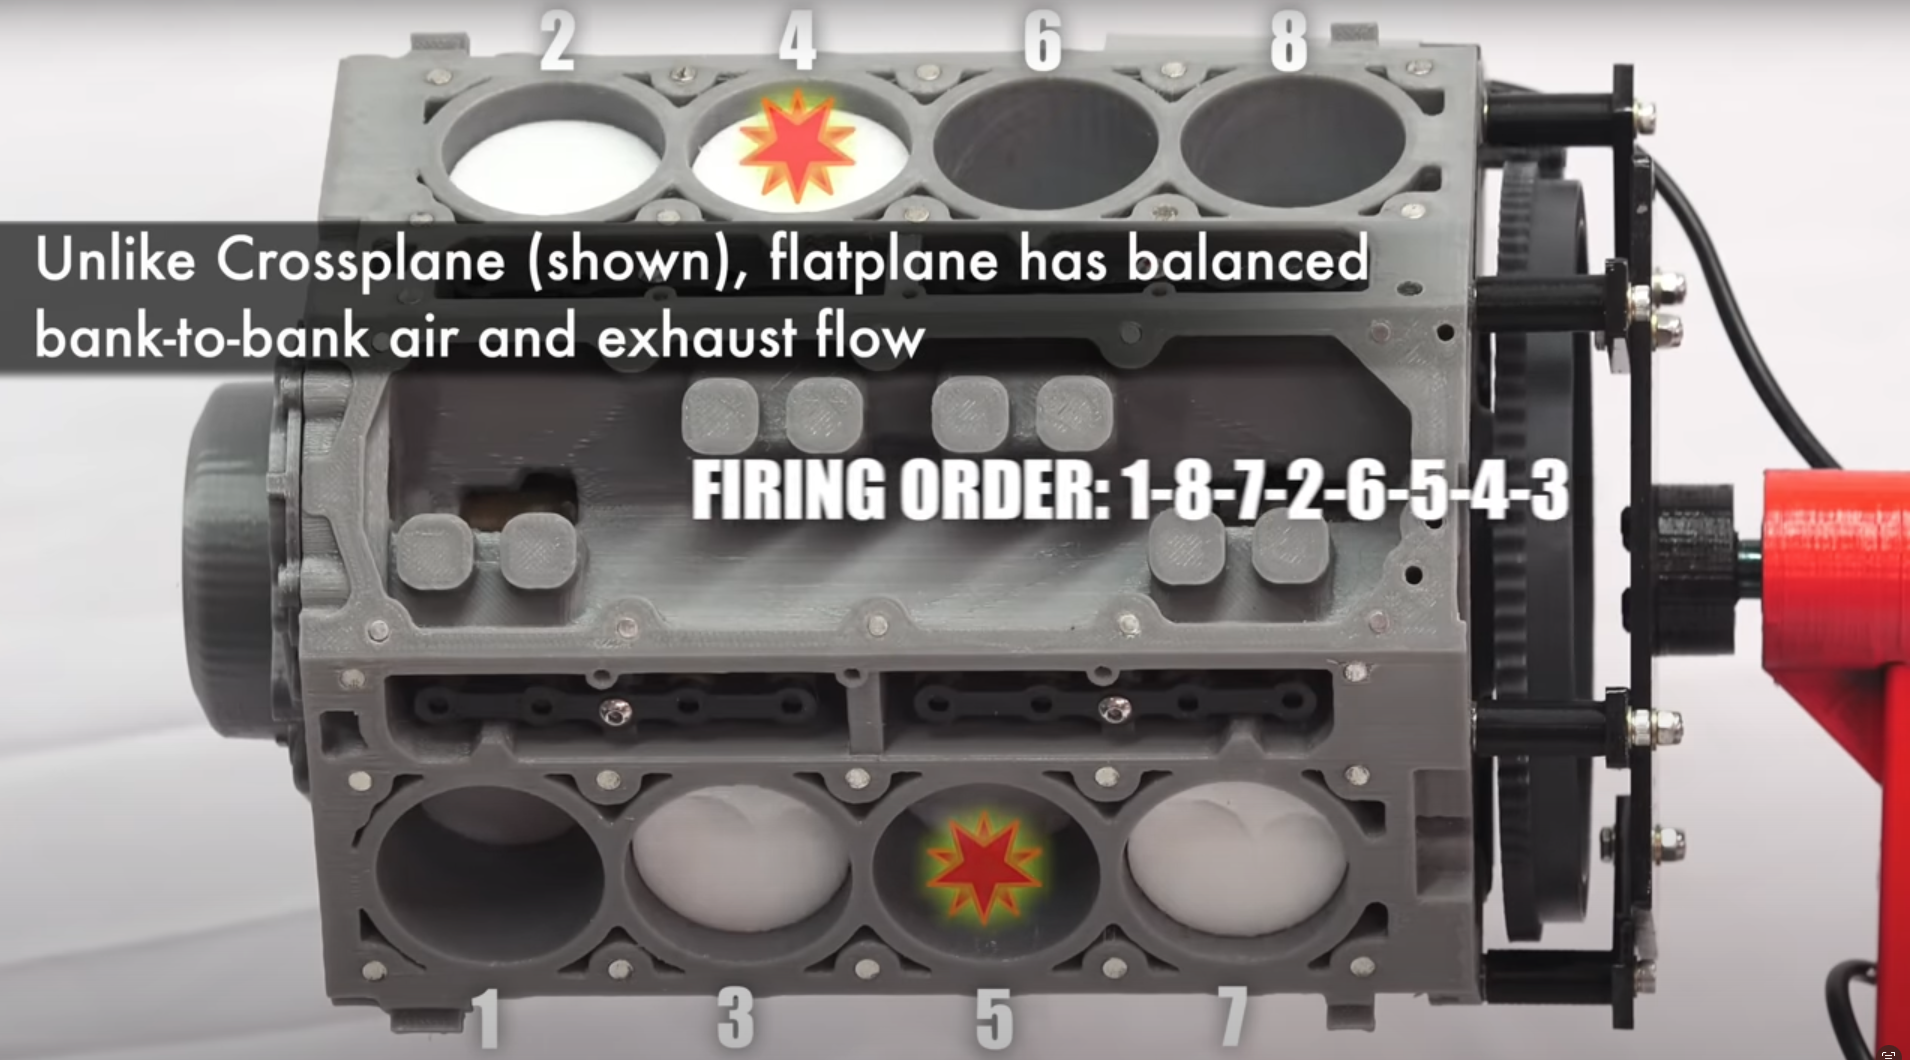 2 4 6 8
Unlike Crossplane (shown), flatplane has balanced
bank-to-bank air and exhaust flow
FIRING ORDER: 1-8-7-2-6-5-4-3
1 3 5 7